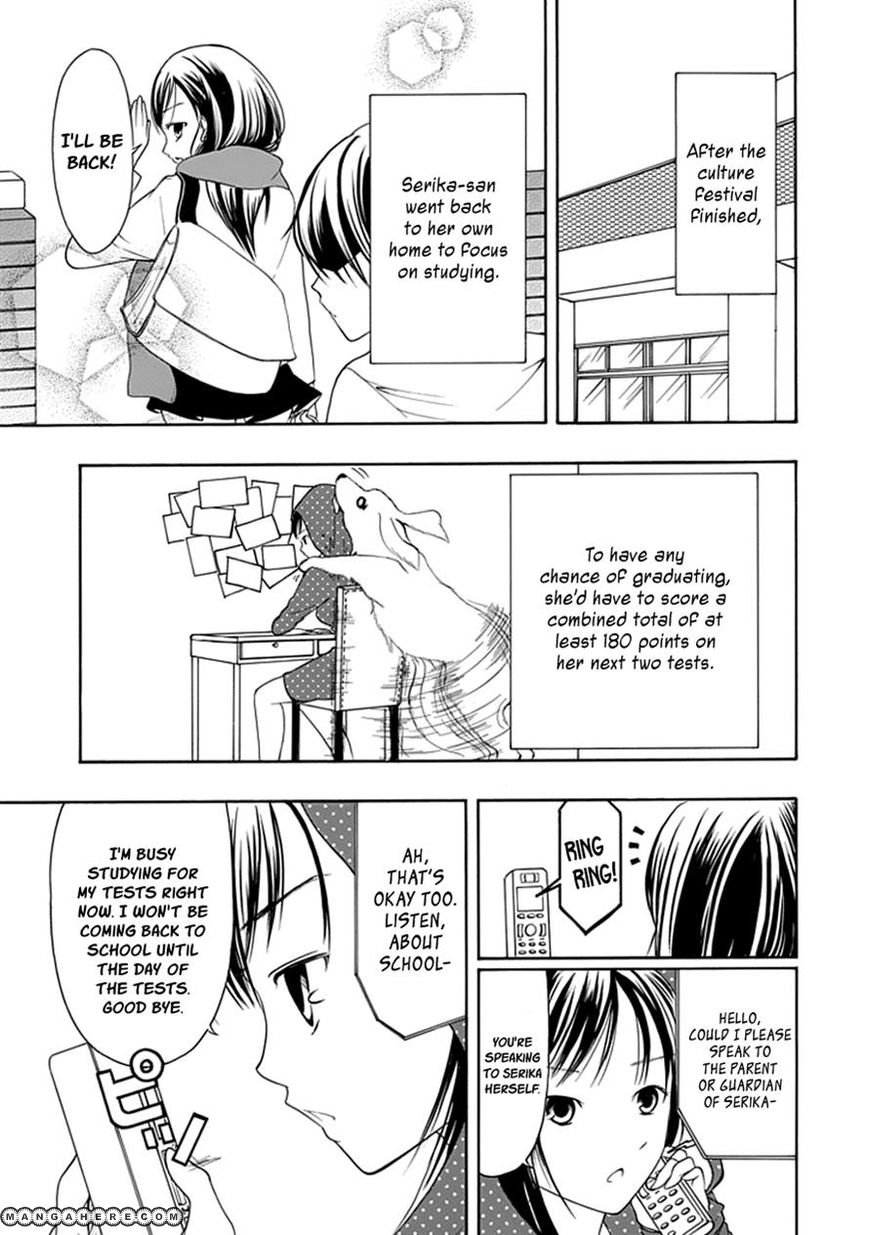 After the
culture
festival
finished,
Serika-san
went back
to her own
home to focus
on studying.
I'LL BE
BACK!
To have any
chance of graduating,
she'd have to score a
combined total of at
least 180 points on
her next two tests.
RING
RING!
HELLO,
COULD I PLEASE
SPEAK TO
THE PARENT
OR GUARDIAN
OF SERIKA-
YOU'RE
SPEAKING
TO SERIKA
HERSELF.
AH,
THAT'S
OKAY TOO.
LISTEN,
ABOUT
SCHOOL-
I'M BUSY
STUDYING FOR
MY TESTS RIGHT
NOW. I WON'T BE
COMING BACK TO
SCHOOL UNTIL
THE DAY OF
THE TESTS.
GOOD BYE.
MANGAHERE.COM